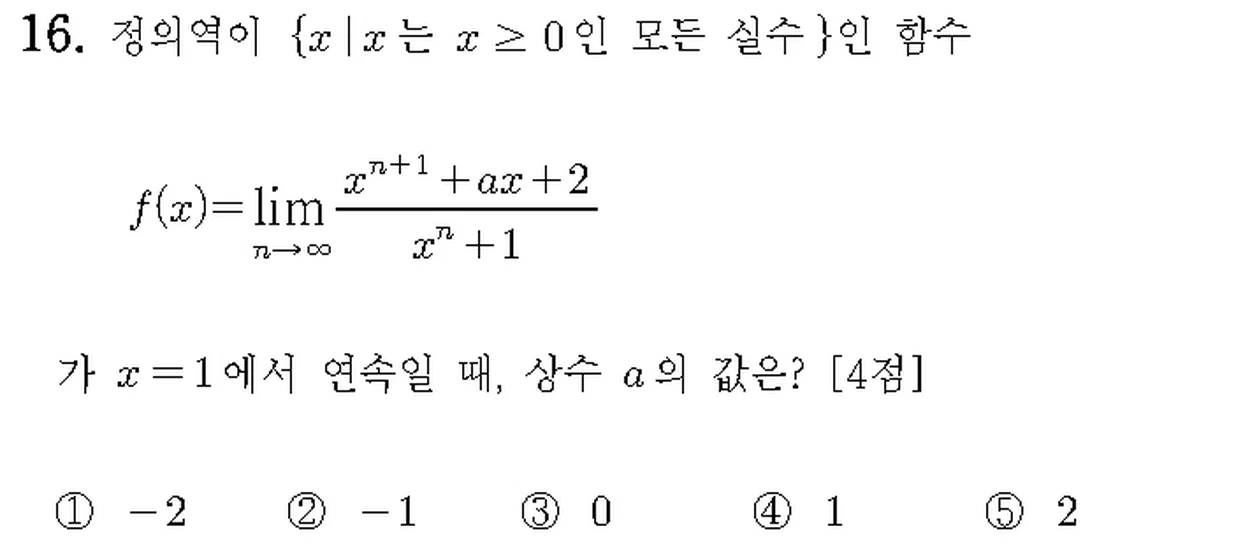 16. 정의역이 {x | x는 x ≥ 0인 모든 실수}인 함수
f(x)=lim_{n→∞} \frac{x^{n+1}+ax+2}{x^n+1}
가 x=1에서 연속일 때, 상수 a의 값은? [4점]
① -2 ② -1 ③ 0 ④ 1 ⑤ 2